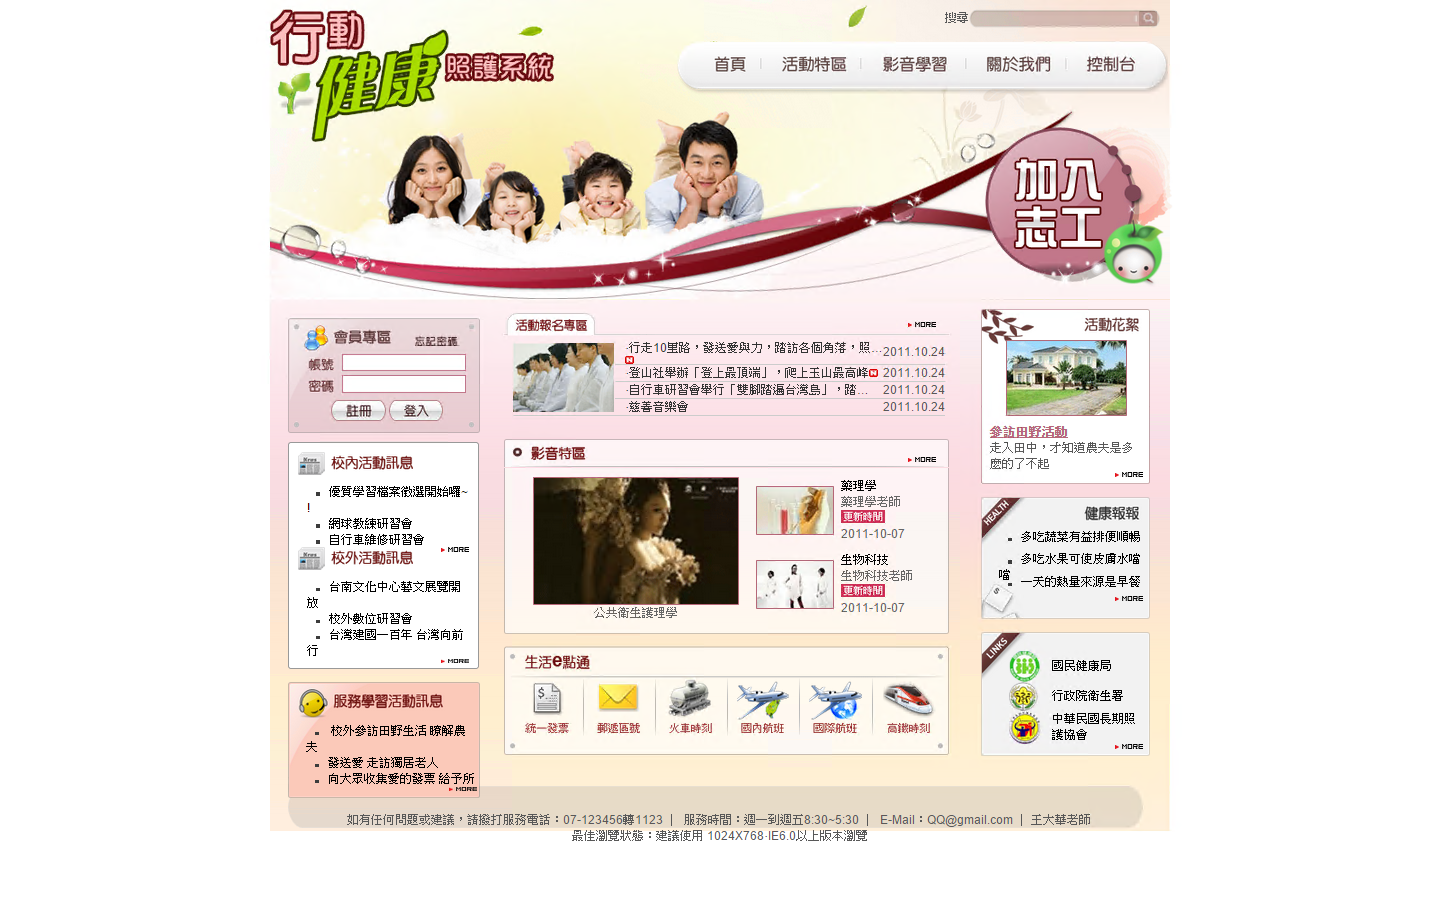 行動
健康
照護系統
搜尋
首頁
活動特區
影音學習
關於我們
控制台
加入
志工
會員專區
忘記密碼
帳號
密碼
註冊
登入
News
校內活動訊息
優質學習檔案徵選開始囉~
!
網球教練研習會
自行車維修研習會
MORE
News
校外活動訊息
台南文化中心藝文展覽開
放
校外數位研習會
台灣建國一百年 台灣向前
行
MORE
服務學習活動訊息
校外參訪田野生活 瞭解農
夫
發送愛 走訪獨居老人
向大眾收集愛的發票 給予所
MORE
活動報名專區
MORE
·行走10里路，發送愛與力，踏訪各個角落，照... 2011.10.24
N
·登山社舉辦「登上最頂端」，爬上玉山最高峰N 2011.10.24
·自行車研習會舉行「雙腳踏遍台灣島」，踏... 2011.10.24
·慈善音樂會 2011.10.24
影音特區
MORE
公共衛生護理學
藥理學
藥理學老師
更新時間
2011-10-07
生物科技
生物科技老師
更新時間
2011-10-07
生活e點通
統一發票
郵遞區號
火車時刻
國內航班
國際航班
高鐵時刻
活動花絮
參訪田野活動
走入田中，才知道農夫是多
麼的了不起
MORE
HEALTH
健康報報
多吃蔬菜有益排便順暢
多吃水果可使皮膚水噹
噹
一天的熱量來源是早餐
MORE
LINKS
國民健康局
行政院衛生署
中華民國長期照
護協會
MORE
如有任何問題或建議，請撥打服務電話：07-123456轉1123 | 服務時間：週一到週五8:30~5:30 | E-Mail：QQ@gmail.com | 王大華老師
最佳瀏覽狀態：建議使用 1024X768·IE6.0以上版本瀏覽